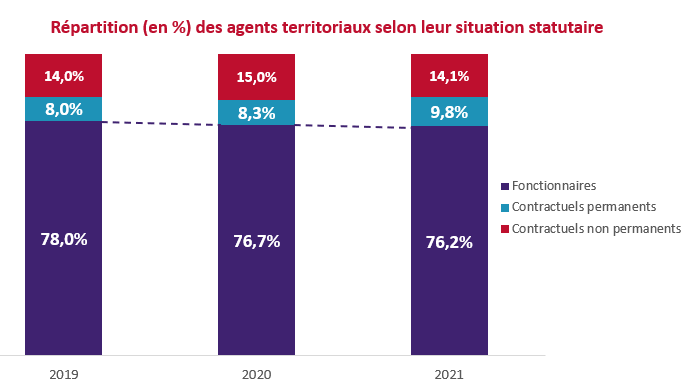 Répartition (en %) des agents territoriaux selon leur situation statutaire
14,0% 15,0% 14,1%
8,0% 8,3% 9,8%
78,0% 76,7% 76,2%
Fonctionnaires
Contractuels permanents
Contractuels non permanents
2019 2020 2021